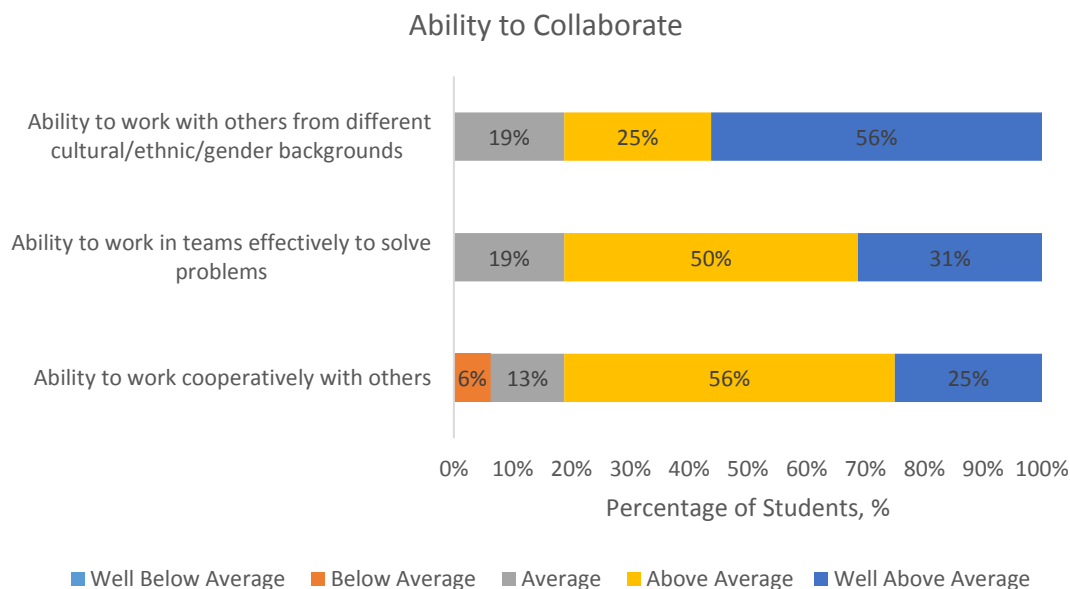 Ability to Collaborate
Ability to work with others from different
cultural/ethnic/gender backgrounds
19% 25% 56%
Ability to work in teams effectively to solve
problems
19% 50% 31%
Ability to work cooperatively with others
6% 13% 56% 25%
0% 10% 20% 30% 40% 50% 60% 70% 80% 90% 100%
Percentage of Students, %
Well Below Average Below Average Average Above Average Well Above Average